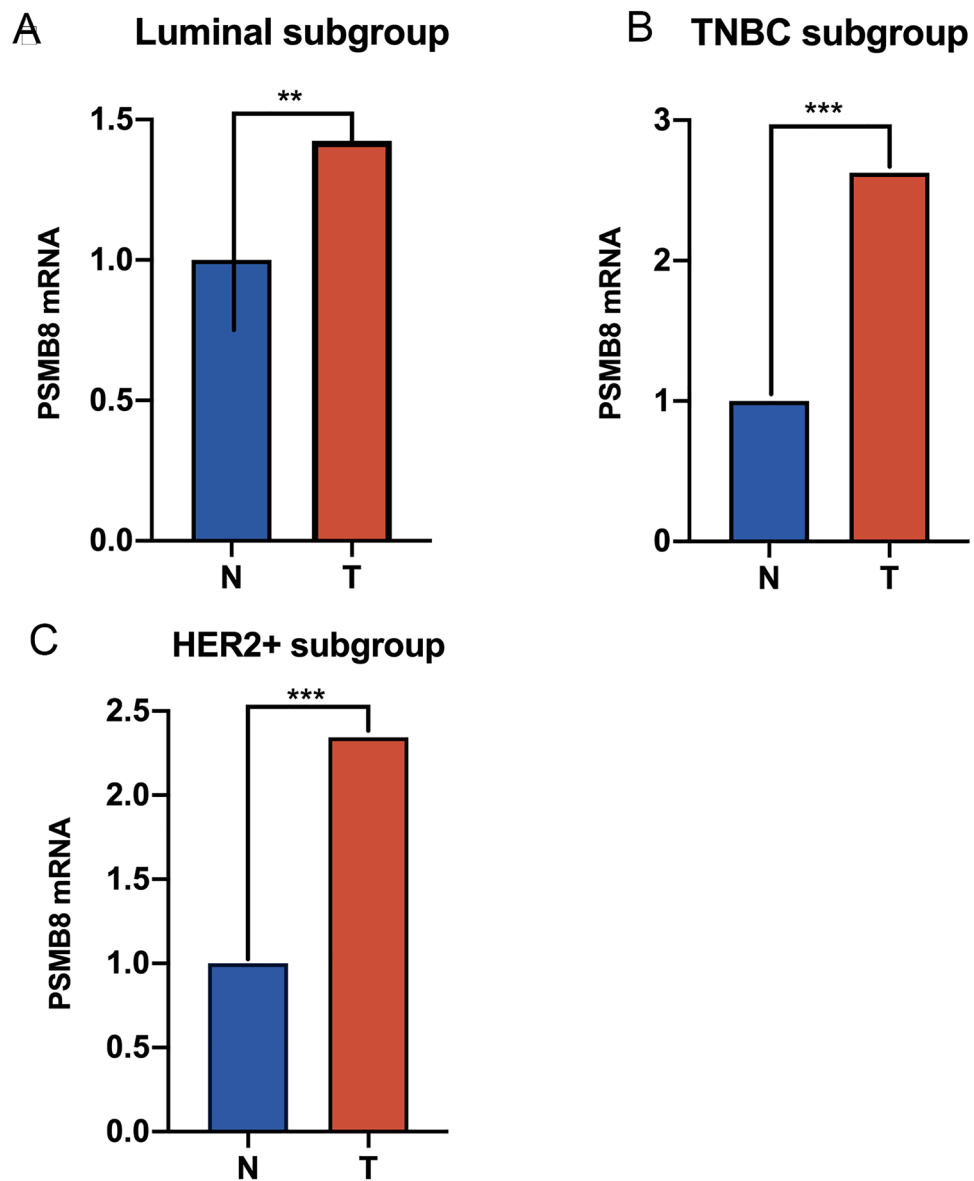 A
Luminal subgroup
**
1.5
1.0
0.5
0.0
PSMB8 mRNA
N
T
B
TNBC subgroup
***
3
2
1
0
PSMB8 mRNA
N
T
C
HER2+ subgroup
***
2.5
2.0
1.5
1.0
0.5
0.0
PSMB8 mRNA
N
T